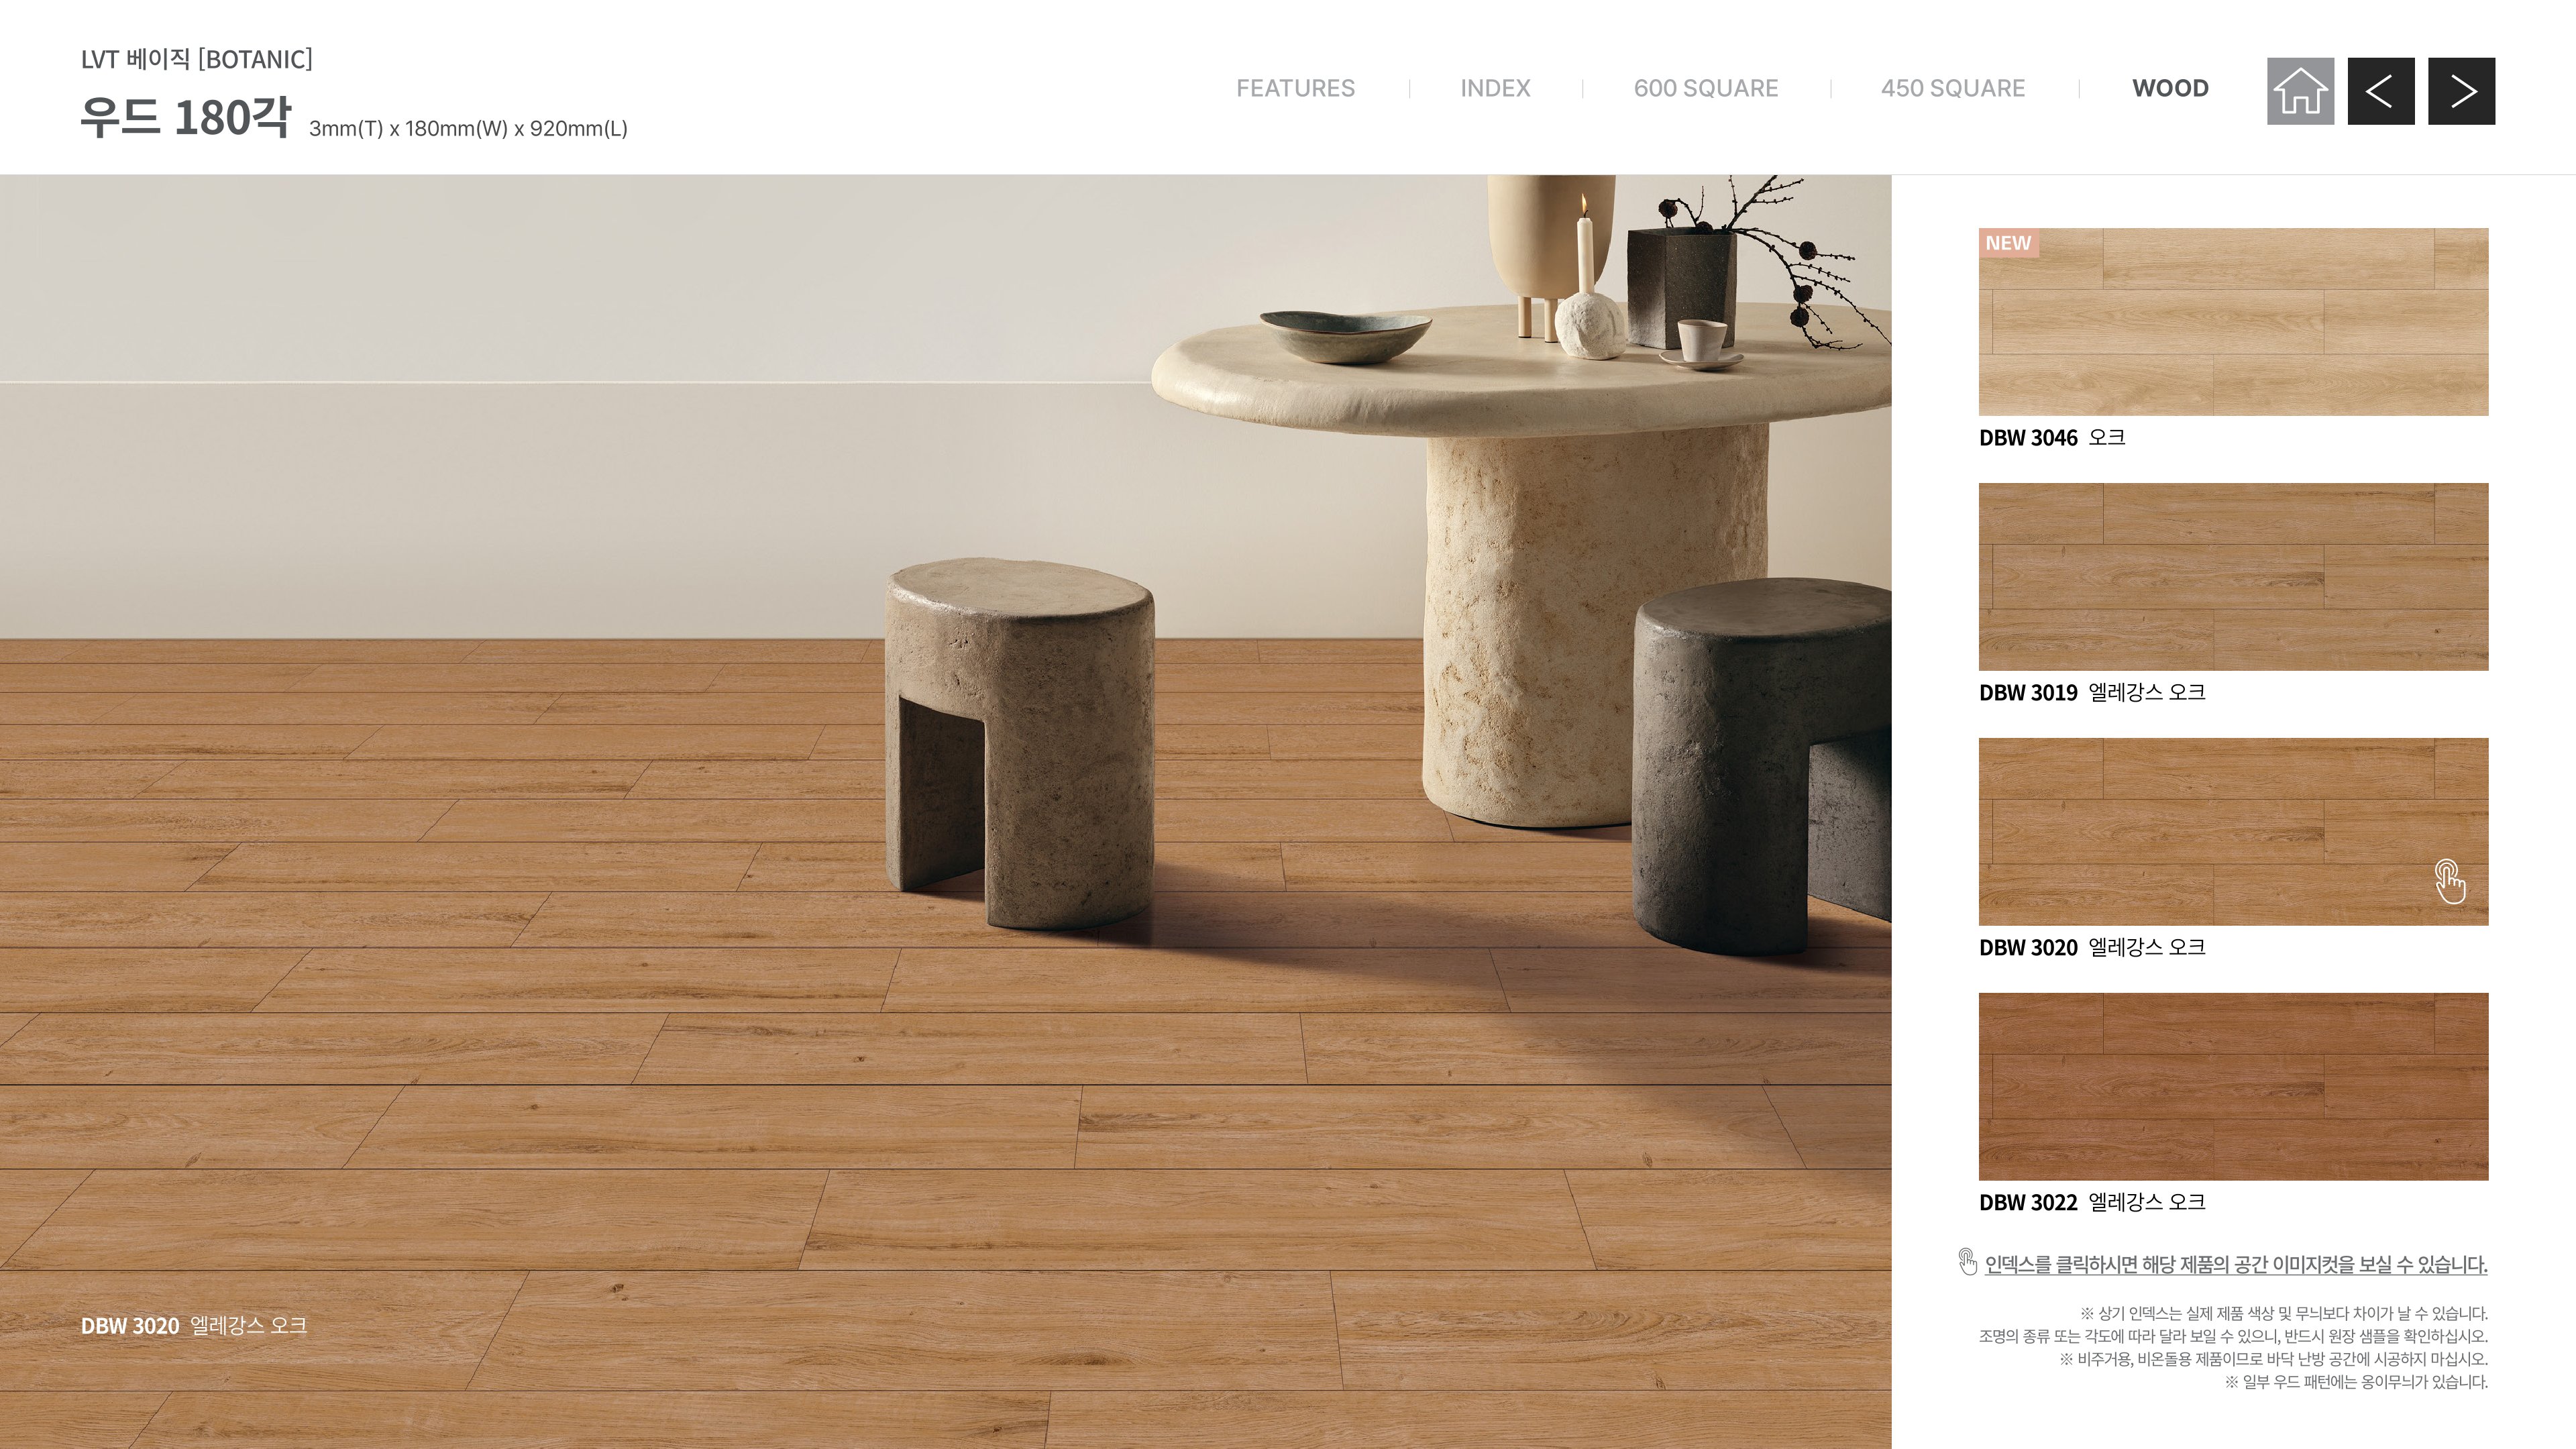 LVT 베이직 [BOTANIC]
우드 180각 3mm(T) x 180mm(W) x 920mm(L)
FEATURES
INDEX
600 SQUARE
450 SQUARE
WOOD
NEW
DBW 3046 오크
DBW 3019 엘레강스 오크
DBW 3020 엘레강스 오크
DBW 3022 엘레강스 오크
인덱스를 클릭하시면 해당 제품의 공간 이미지컷을 보실 수 있습니다.
※ 상기 인덱스는 실제 제품 색상 및 무늬보다 차이가 날 수 있습니다.
조명의 종류 또는 각도에 따라 달라 보일 수 있으니, 반드시 원장 샘플을 확인하십시오.
※ 비주거용, 비온돌용 제품이므로 바닥 난방 공간에 시공하지 마십시오.
※ 일부 우드 패턴에는 옹이무늬가 있습니다.
DBW 3020 엘레강스 오크